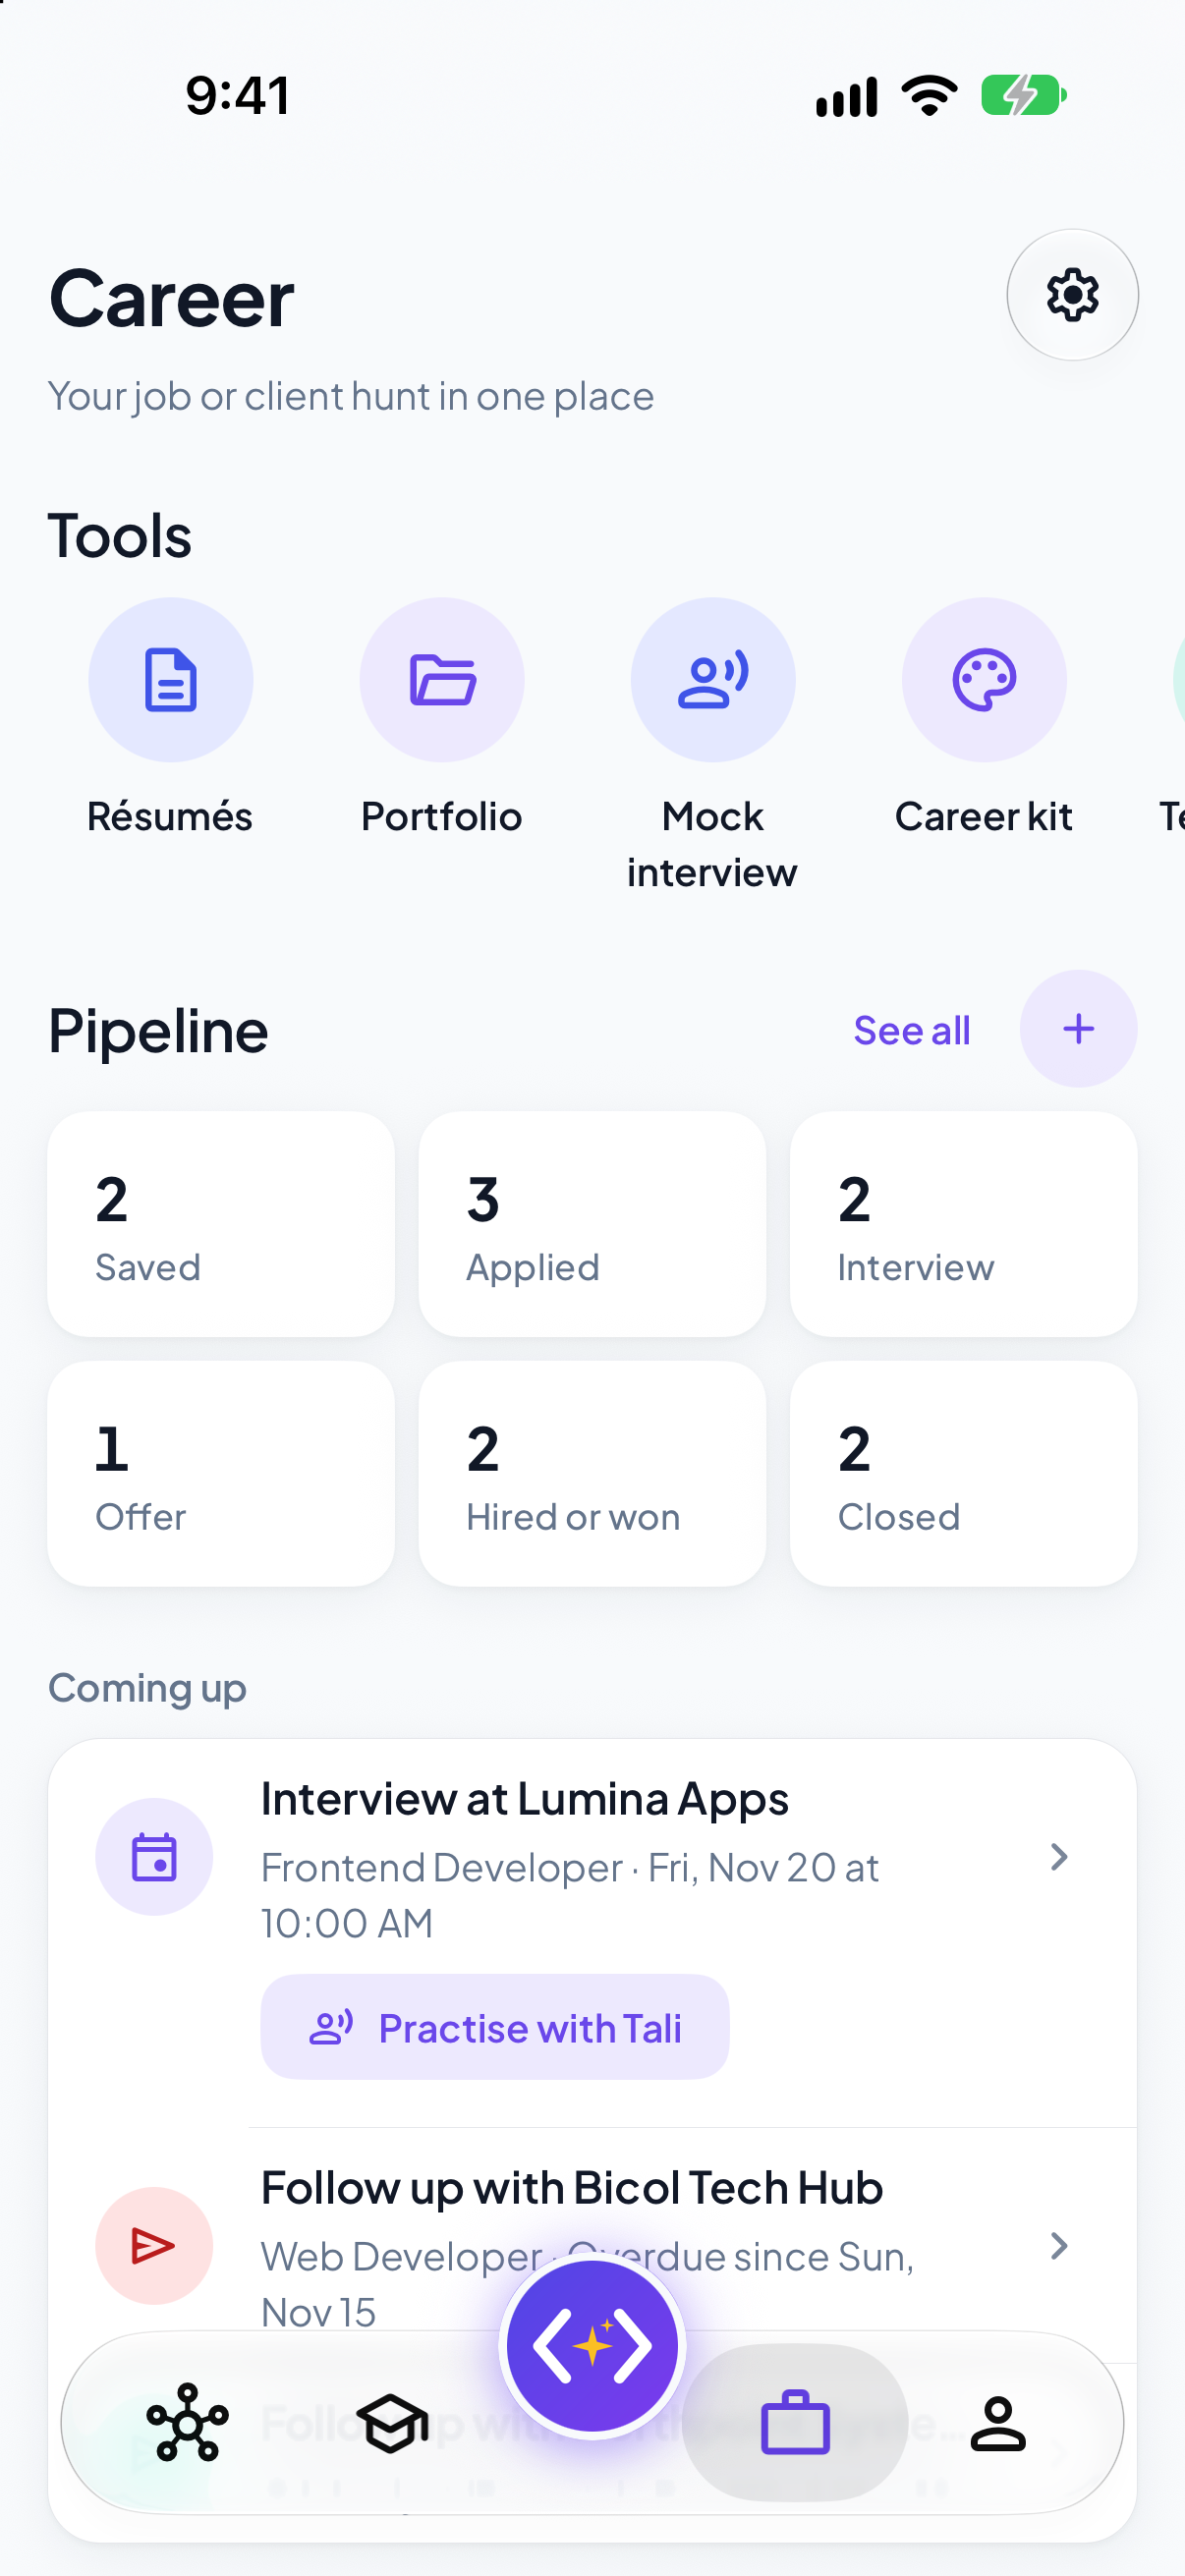 9:41
Career
Your job or client hunt in one place
Tools
Résumés
Portfolio
Mock
interview
Career kit
Pipeline
See all
2
Saved
3
Applied
2
Interview
1
Offer
2
Hired or won
2
Closed
Coming up
Interview at Lumina Apps
Frontend Developer · Fri, Nov 20 at
10:00 AM
Practise with Tali
Follow up with Bicol Tech Hub
Web Developer · Overdue since Sun,
Nov 15